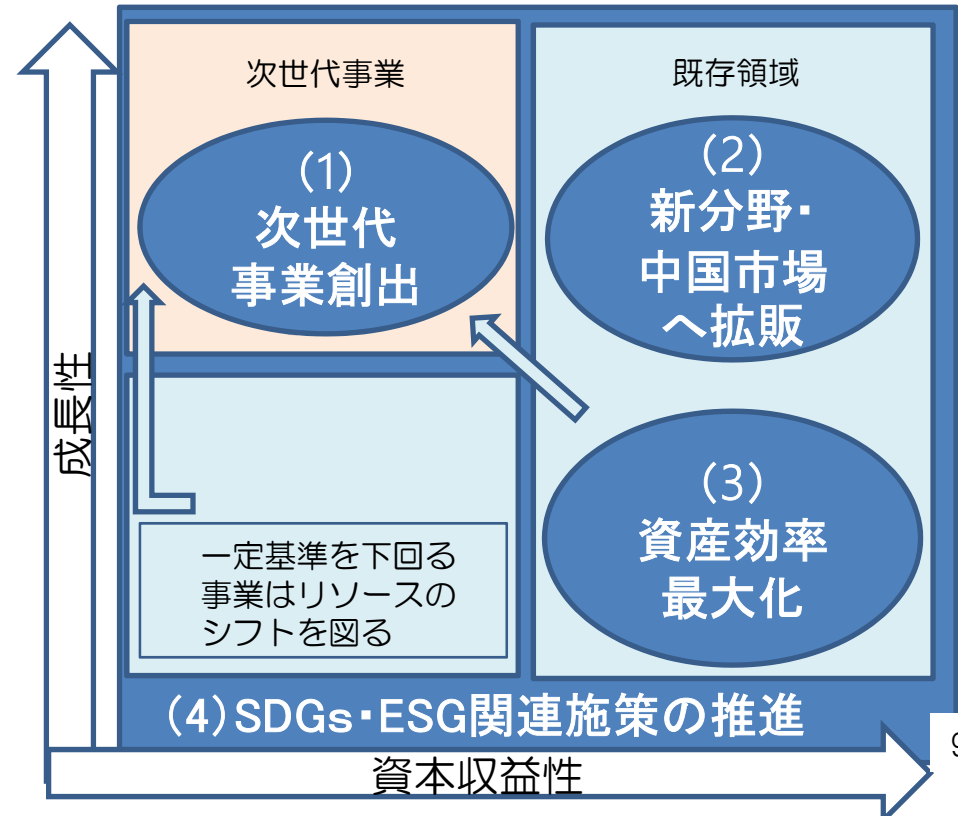 次世代事業
既存領域
(1)
次世代
事業創出
(2)
新分野・
中国市場
へ拡販
成長性
(3)
資産効率
最大化
一定基準を下回る
事業はリソースの
シフトを図る
(4)SDGs・ESG関連施策の推進
資本収益性